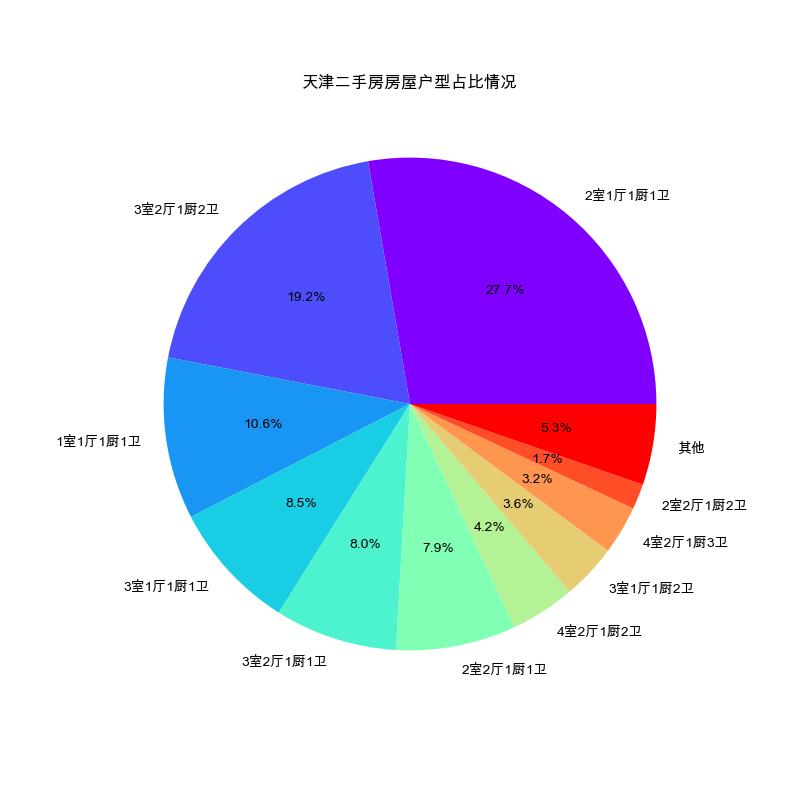 天津二手房房屋户型占比情况
2室1厅1厨1卫
27.7%
3室2厅1厨2卫
19.2%
1室1厅1厨1卫
10.6%
3室1厅1厨1卫
8.5%
3室2厅1厨1卫
8.0%
2室2厅1厨1卫
7.9%
4室2厅1厨2卫
4.2%
3室1厅1厨2卫
3.6%
4室2厅1厨3卫
3.2%
2室2厅1厨2卫
1.7%
其他
5.3%